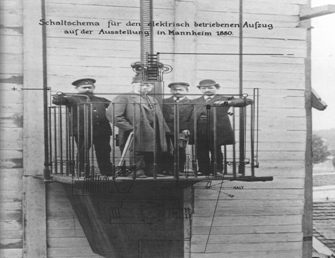 Schaltschema für den elektrisch betriebenen Aufzug
auf der Ausstellung in Mannheim 1880.